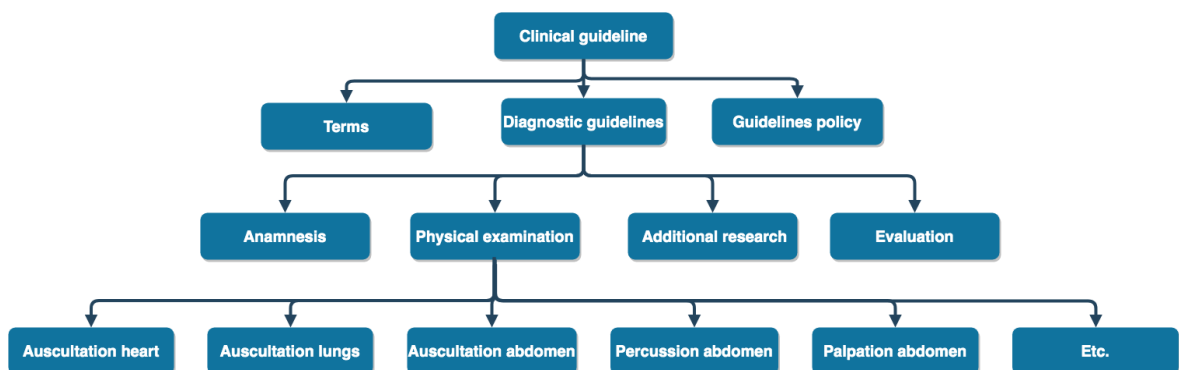 Clinical guideline
Terms
Diagnostic guidelines
Guidelines policy
Anamnesis
Physical examination
Additional research
Evaluation
Auscultation heart
Auscultation lungs
Auscultation abdomen
Percussion abdomen
Palpation abdomen
Etc.